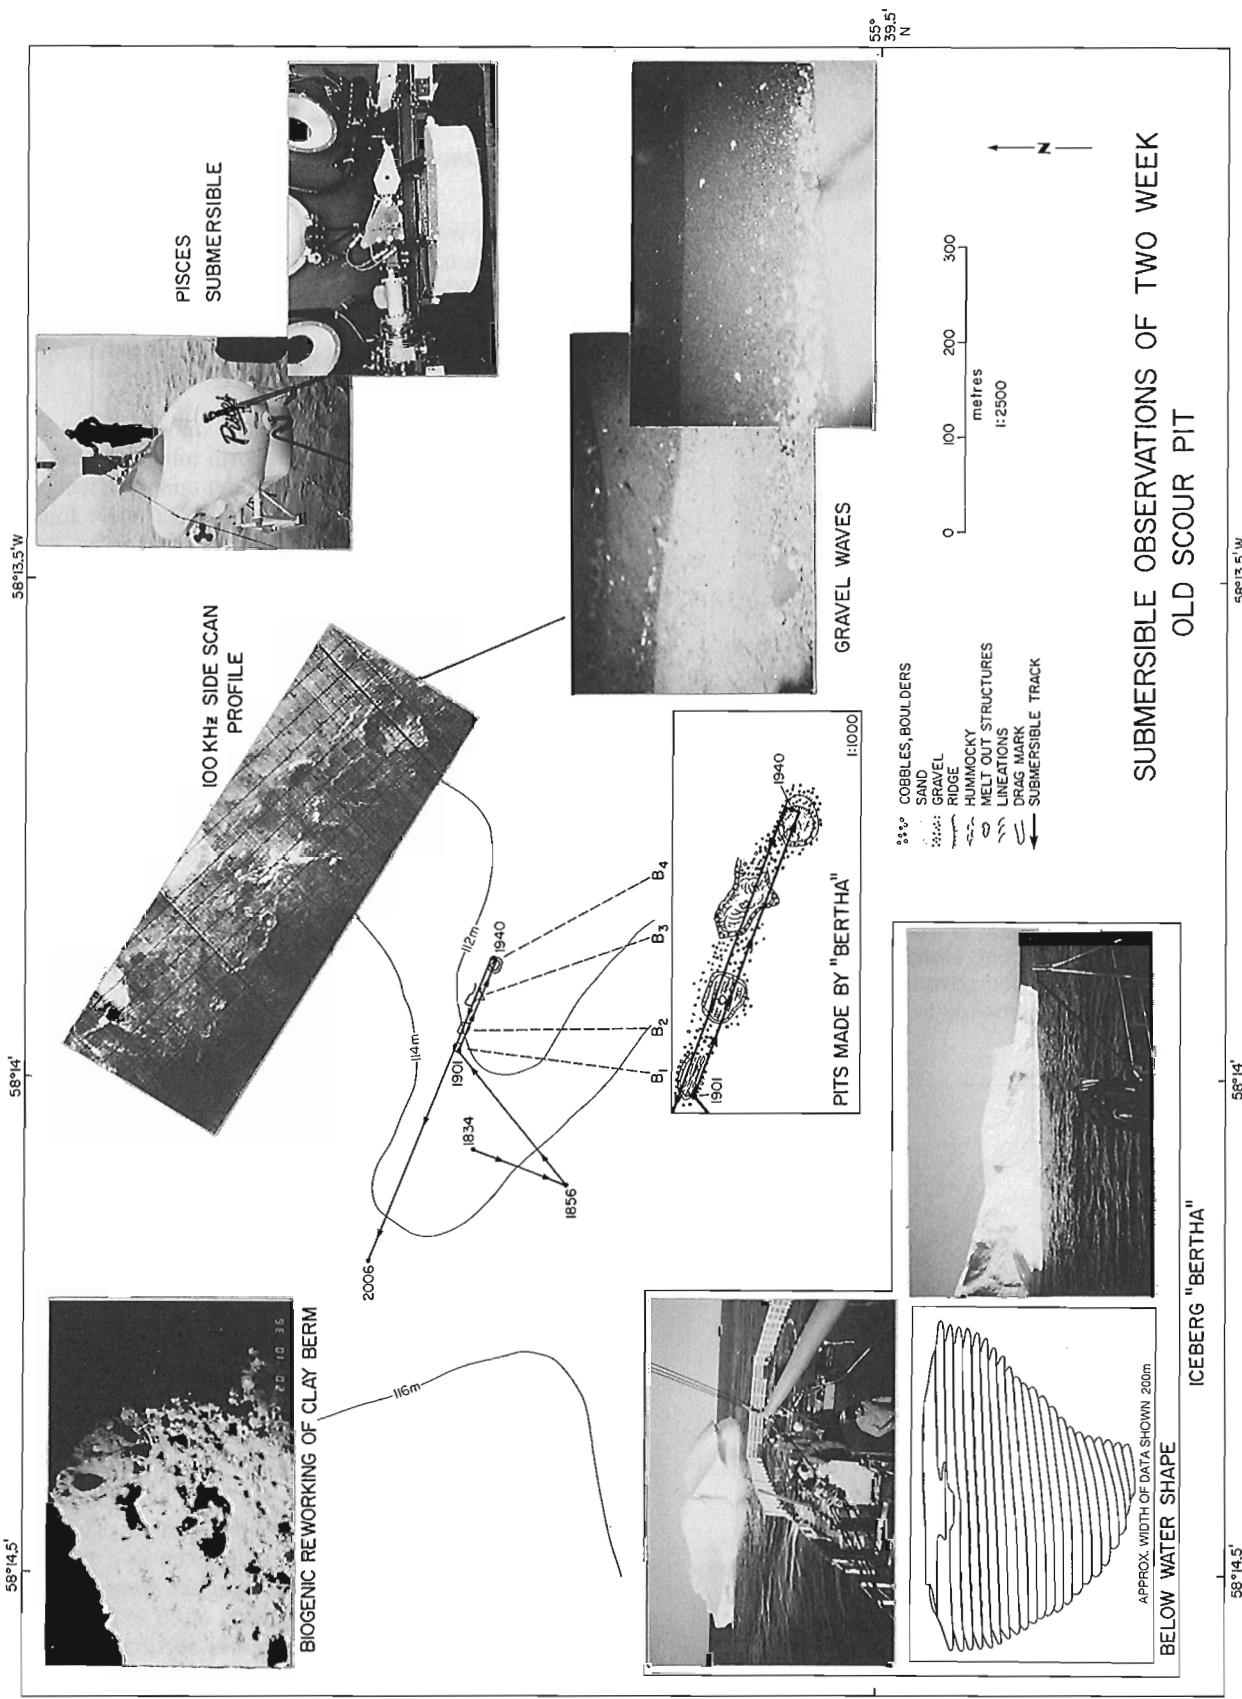 58°14.5'
58°14'
58°13.5'W
55°
39.5'
N
BIOGENIC REWORKING OF CLAY BERM
20 10 36
100 KHz SIDE SCAN
PROFILE
PISCES
SUBMERSIBLE
Pisces
116m
114m
112m
2006
1834
1856
1901
1940
B1
B2
B3
B4
1901
1940
PITS MADE BY "BERTHA"
1:1000
GRAVEL WAVES
COBBLES, BOULDERS
SAND
GRAVEL
RIDGE
HUMMOCKY
MELT OUT STRUCTURES
LINEATIONS
DRAG MARK
SUBMERSIBLE TRACK
0 100 200 300
metres
1:2500
N
APPROX. WIDTH OF DATA SHOWN 200m
BELOW WATER SHAPE
ICEBERG "BERTHA"
SUBMERSIBLE OBSERVATIONS OF TWO WEEK
OLD SCOUR PIT
58°14.5'
58°14'
58°13.5'W